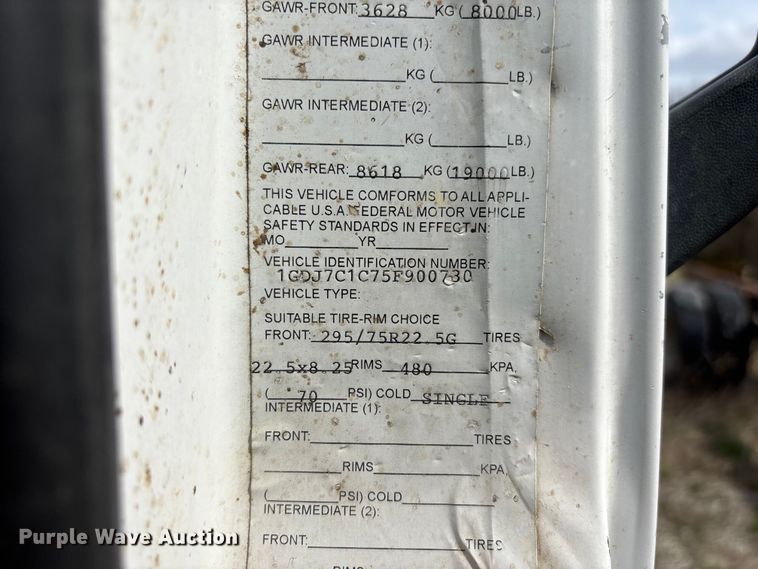 GAWR-FRONT: 3628 KG ( 8000 LB.)
GAWR INTERMEDIATE (1):
KG ( LB.)
GAWR INTERMEDIATE (2):
KG ( LB.)
GAWR-REAR: 8618 KG ( 19000 LB.)
THIS VEHICLE COMFORMS TO ALL APPLI-
CABLE U.S.A. FEDERAL MOTOR VEHICLE
SAFETY STANDARDS IN EFFECT IN:
MO YR
VEHICLE IDENTIFICATION NUMBER:
1GDJ7C1C75F900730
VEHICLE TYPE:
SUITABLE TIRE-RIM CHOICE
FRONT: 295/75R22.5G TIRES
22.5x8.25 RIMS 480 KPA,
( 70 PSI) COLD SINGLE
INTERMEDIATE (1):
FRONT: TIRES
RIMS KPA,
( PSI) COLD
INTERMEDIATE (2):
FRONT: TIRES
RIMS
Purple Wave Auction